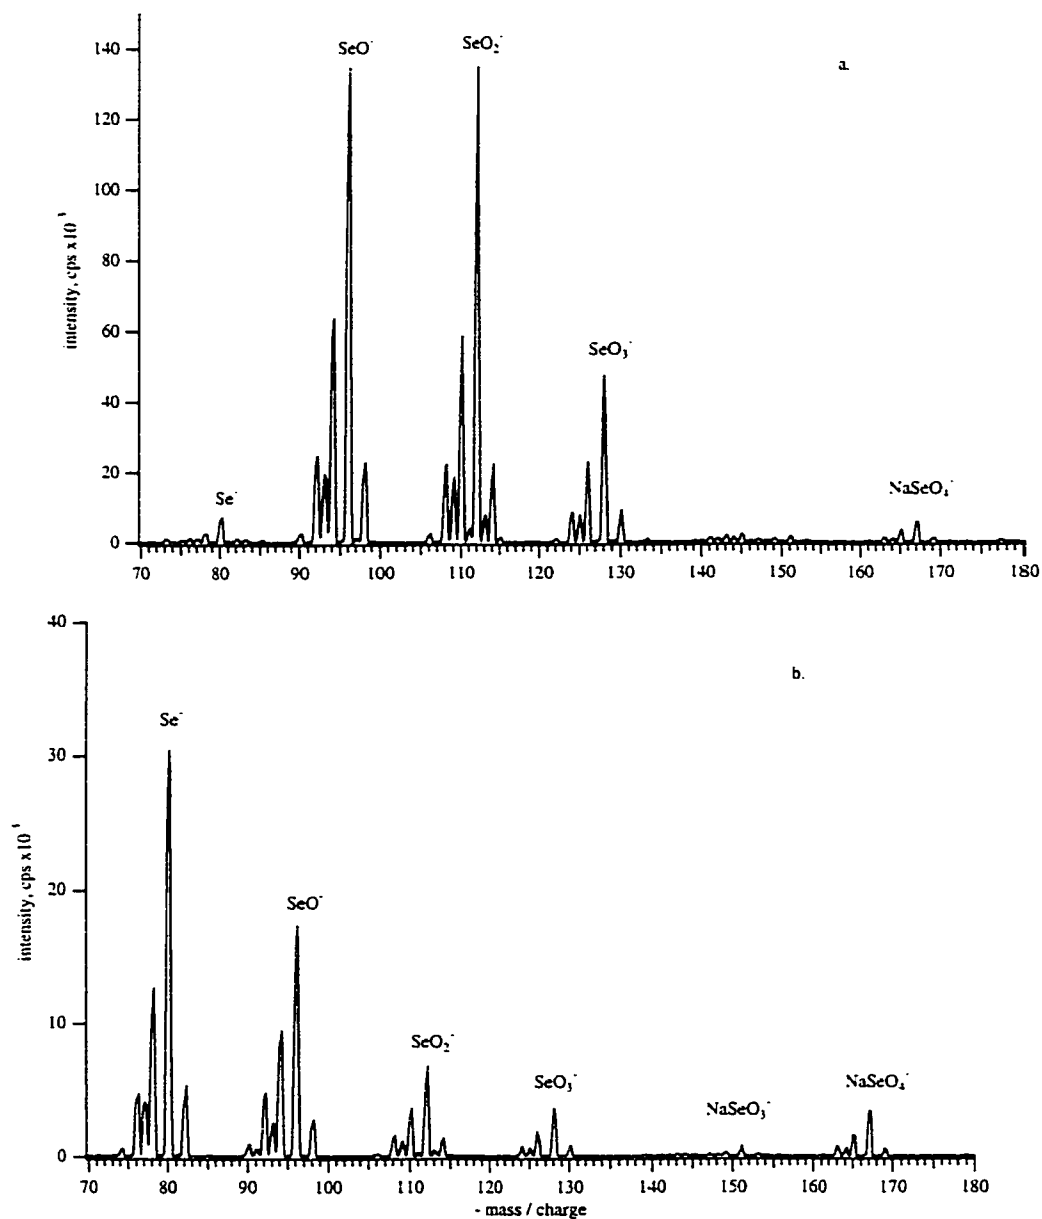 a.
140
120
100
80
60
40
20
0
intensity, cps x10
SeO⁻
SeO₂⁻
SeO₃⁻
Se⁻
NaSeO₄⁻
70 80 90 100 110 120 130 140 150 160 170 180
b.
40
30
20
10
0
intensity, cps x10
Se⁻
SeO⁻
SeO₂⁻
SeO₃⁻
NaSeO₃⁻
NaSeO₄⁻
70 80 90 100 110 120 130 140 150 160 170 180
- mass / charge